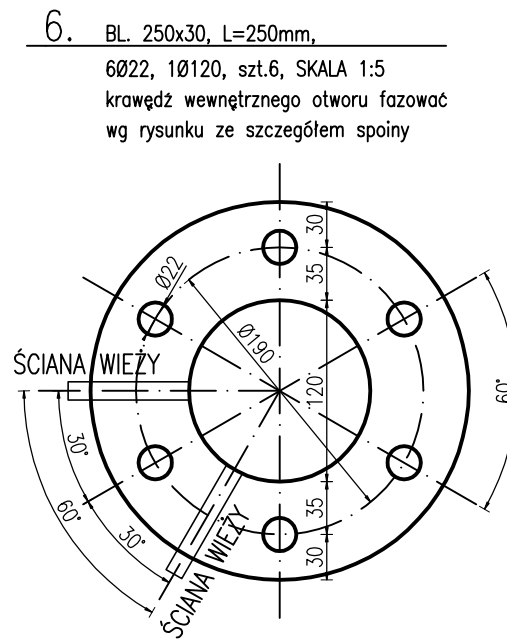 6. BL. 250x30, L=250mm,
6Ø22, 1Ø120, szt.6, SKALA 1:5
krawędź wewnętrznego otworu fazować
wg rysunku ze szczegółem spoiny
30
35
Ø22
Ø190
ŚCIANA WIEŻY
120
60°
30°
60°
30°
35
30
ŚCIANA WIEŻY